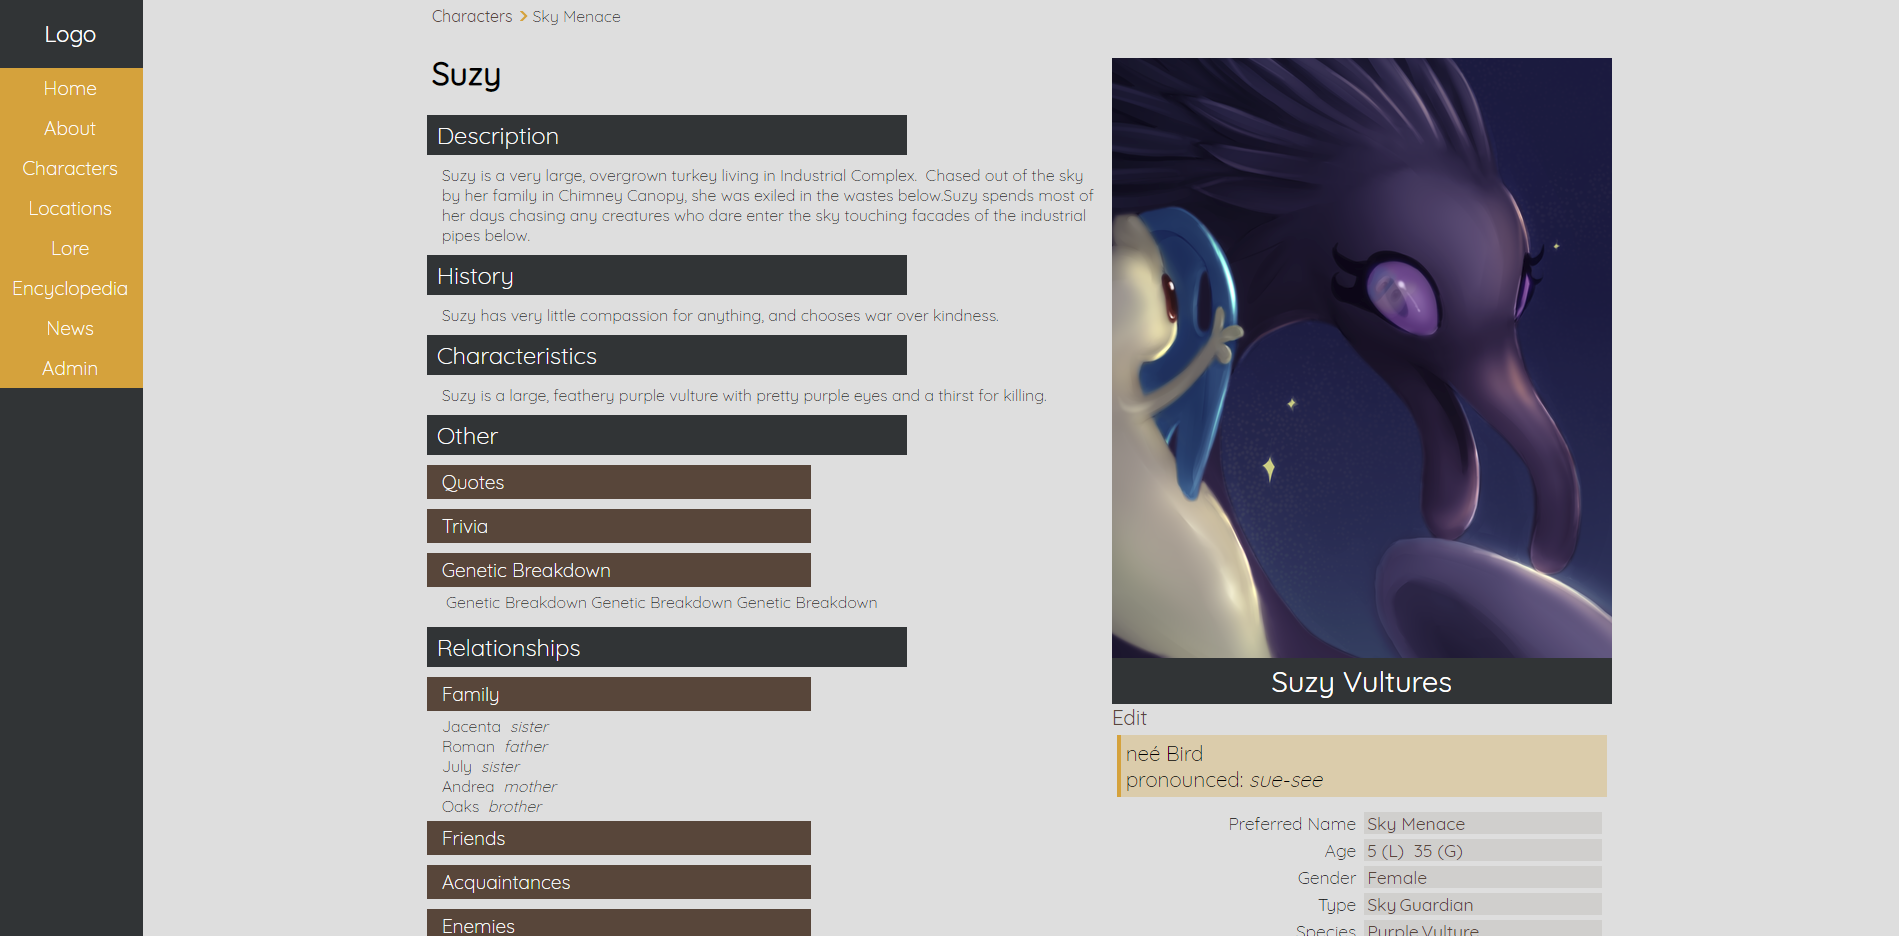 Logo
Home
About
Characters
Locations
Lore
Encyclopedia
News
Admin
Characters > Sky Menace
Suzy
Description
Suzy is a very large, overgrown turkey living in Industrial Complex.  Chased out of the sky
by her family in Chimney Canopy, she was exiled in the wastes below.Suzy spends most of
her days chasing any creatures who dare enter the sky touching facades of the industrial
pipes below.
History
Suzy has very little compassion for anything, and chooses war over kindness.
Characteristics
Suzy is a large, feathery purple vulture with pretty purple eyes and a thirst for killing.
Other
Quotes
Trivia
Genetic Breakdown
Genetic Breakdown Genetic Breakdown Genetic Breakdown
Relationships
Family
Jacenta sister
Roman father
July sister
Andrea mother
Oaks brother
Friends
Acquaintances
Enemies
Suzy Vultures
Edit
neé Bird
pronounced: sue-see
Preferred Name Sky Menace
Age 5 (L) 35 (G)
Gender Female
Type Sky Guardian
Species Purple Vulture